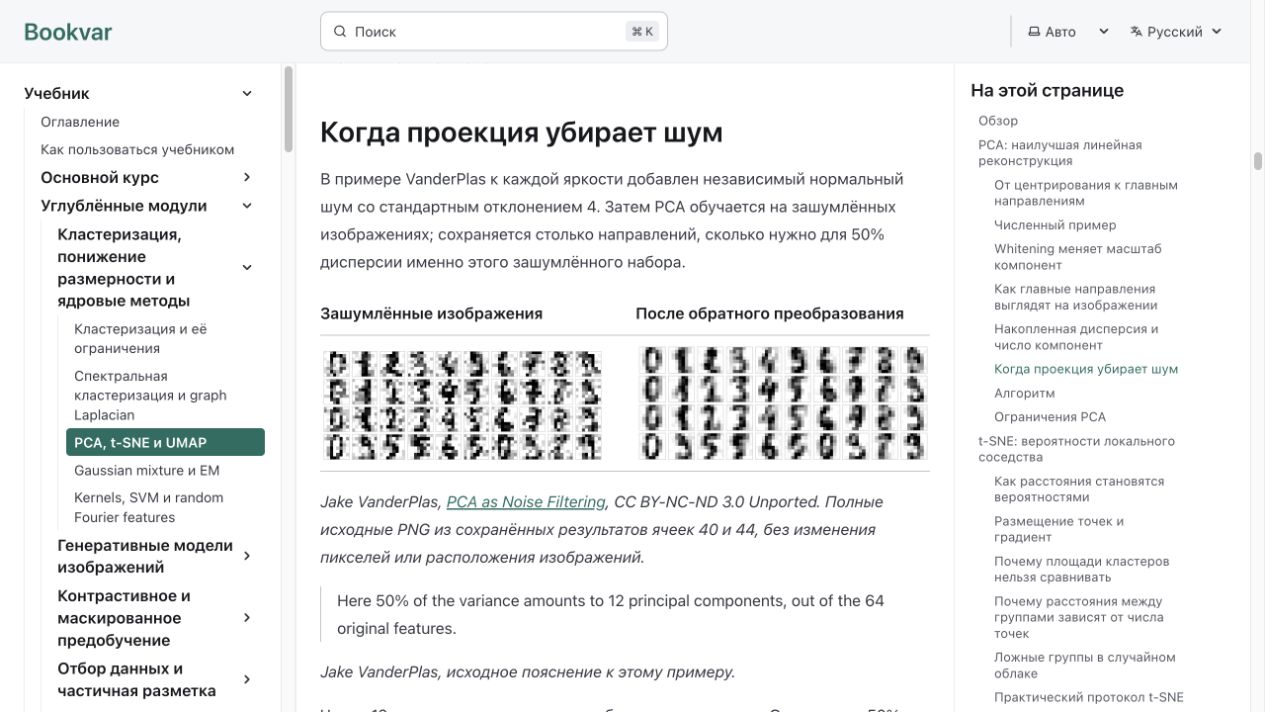 Bookvar
Поиск
⌘ K
Авто
Русский
Учебник
Оглавление
Как пользоваться учебником
Основной курс
Углублённые модули
Кластеризация,
понижение
размерности и
ядровые методы
Кластеризация и её
ограничения
Спектральная
кластеризация и graph
Laplacian
PCA, t-SNE и UMAP
Gaussian mixture и EM
Kernels, SVM и random
Fourier features
Генеративные модели
изображений
Контрастивное и
маскированное
предобучение
Отбор данных и
частичная разметка
Когда проекция убирает шум
В примере VanderPlas к каждой яркости добавлен независимый нормальный
шум со стандартным отклонением 4. Затем PCA обучается на зашумлённых
изображениях; сохраняется столько направлений, сколько нужно для 50%
дисперсии именно этого зашумлённого набора.
Зашумлённые изображения
После обратного преобразования
Jake VanderPlas, PCA as Noise Filtering, CC BY-NC-ND 3.0 Unported. Полные
исходные PNG из сохранённых результатов ячеек 40 и 44, без изменения
пикселей или расположения изображений.
Here 50% of the variance amounts to 12 principal components, out of the 64
original features.
Jake VanderPlas, исходное пояснение к этому примеру.
На этой странице
Обзор
PCA: наилучшая линейная
реконструкция
От центрирования к главным
направлениям
Численный пример
Whitening меняет масштаб
компонент
Как главные направления
выглядят на изображении
Накопленная дисперсия и
число компонент
Когда проекция убирает шум
Алгоритм
Ограничения PCA
t-SNE: вероятности локального
соседства
Как расстояния становятся
вероятностями
Размещение точек и
градиент
Почему площади кластеров
нельзя сравнивать
Почему расстояния между
группами зависят от числа
точек
Ложные группы в случайном
облаке
Практический протокол t-SNE